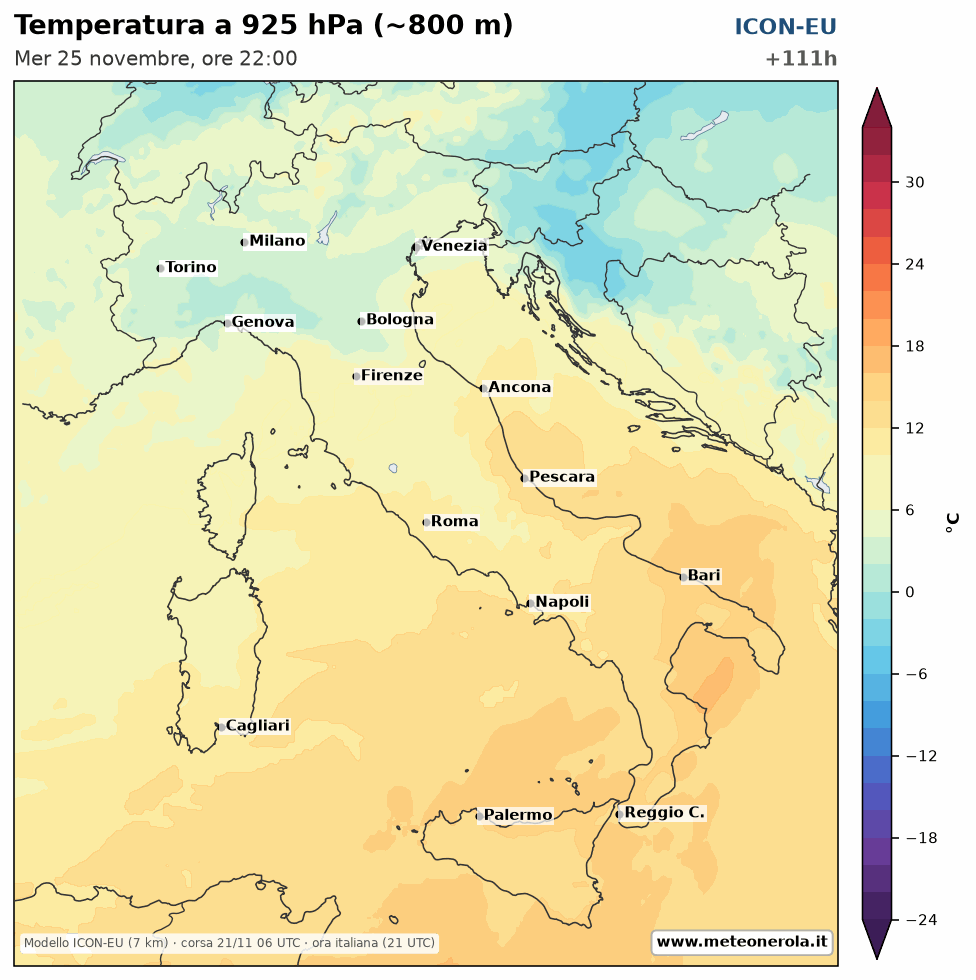 Temperatura a 925 hPa (~800 m)
ICON-EU
Mer 25 novembre, ore 22:00
+111h
Milano
Venezia
Torino
Genova
Bologna
Firenze
Ancona
Pescara
Roma
Bari
Napoli
Cagliari
Palermo
Reggio C.
30
24
18
12
6
0
−6
−12
−18
−24
°C
Modello ICON-EU (7 km) · corsa 21/11 06 UTC · ora italiana (21 UTC)
www.meteonerola.it